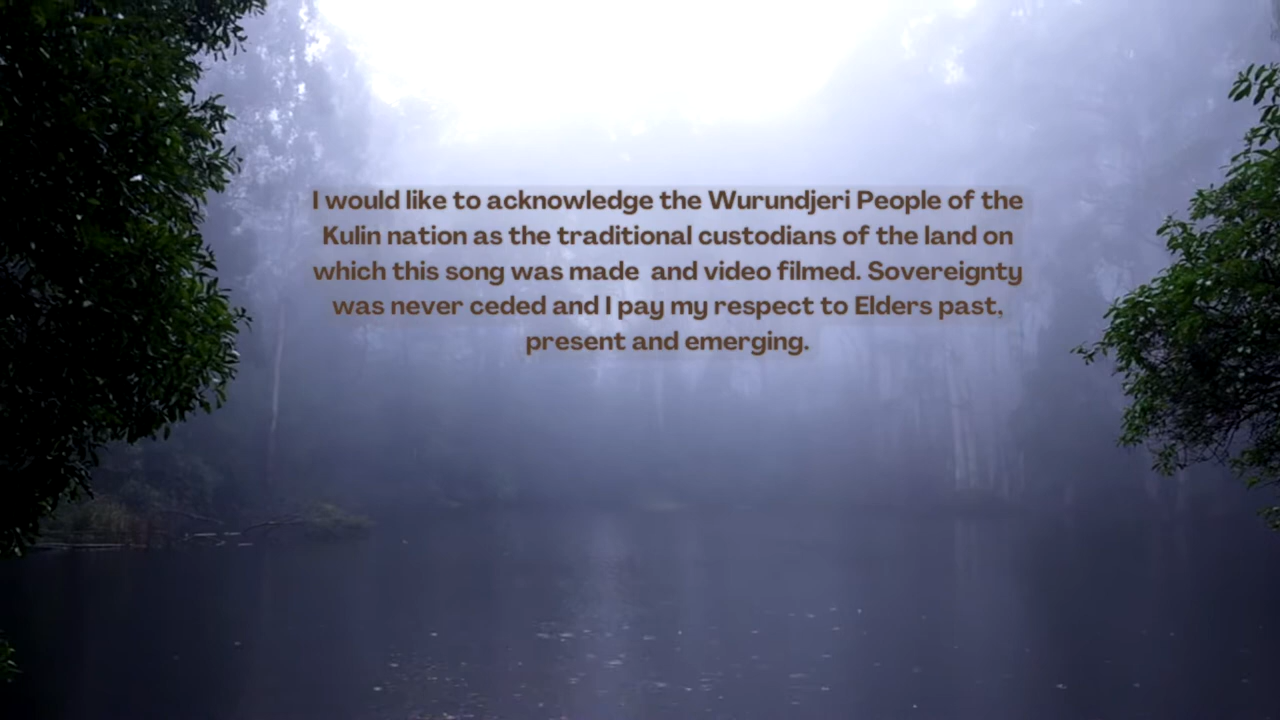 I would like to acknowledge the Wurundjeri People of the
Kulin nation as the traditional custodians of the land on
which this song was made  and video filmed. Sovereignty
was never ceded and I pay my respect to Elders past,
present and emerging.